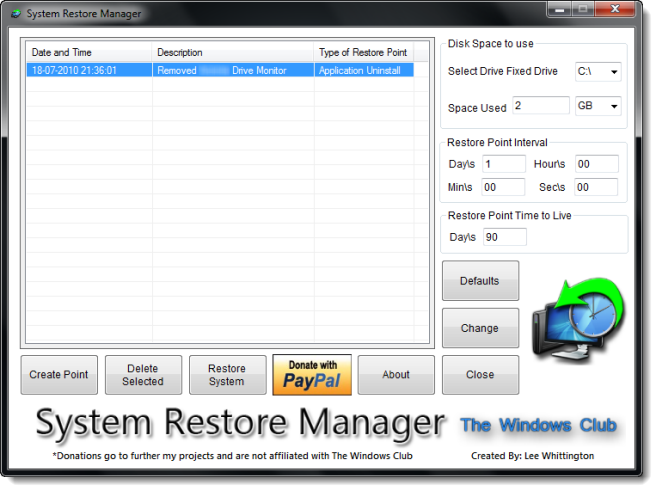 System Restore Manager
Date and Time Description Type of Restore Point
18-07-2010 21:36:01 Removed Drive Monitor Application Uninstall
Disk Space to use
Select Drive Fixed Drive C:\
Space Used 2 GB
Restore Point Interval
Day\s 1 Hour\s 00
Min\s 00 Sec\s 00
Restore Point Time to Live
Day\s 90
Defaults
Change
Create Point
Delete
Selected
Restore
System
Donate with
PayPal
About
Close
System Restore Manager The Windows Club
*Donations go to further my projects and are not affiliated with The Windows Club Created By: Lee Whittington